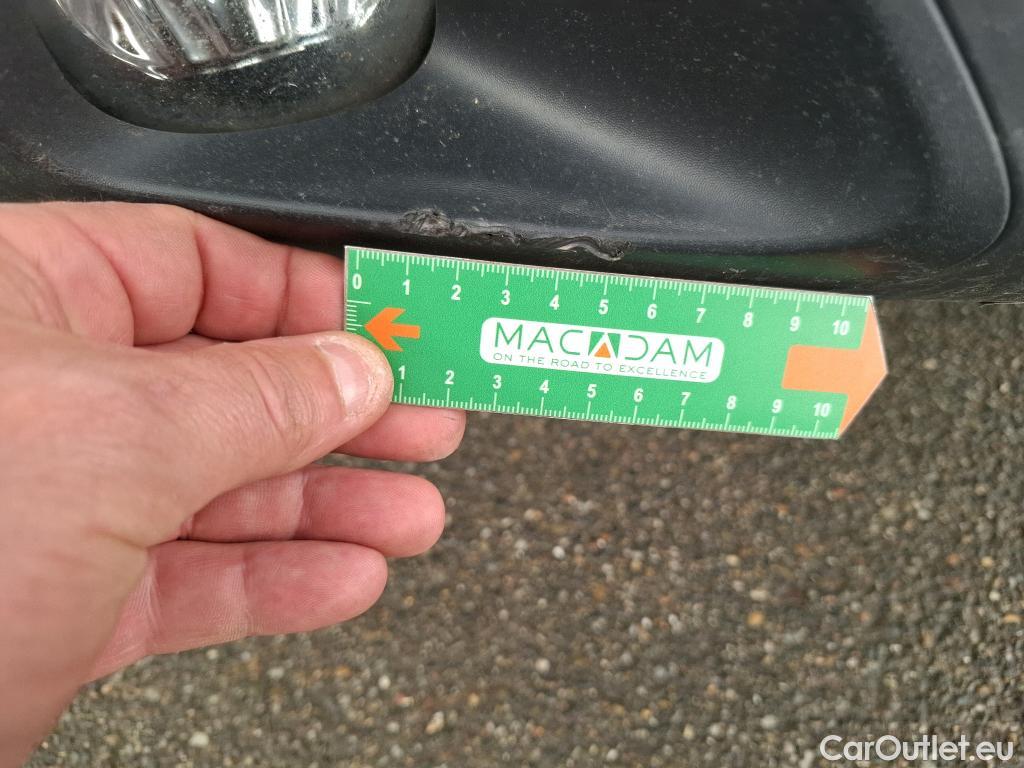 0 1 2 3 4 5 6 7 8 9 10
MACADAM
ON THE ROAD TO EXCELLENCE
1 2 3 4 5 6 7 8 9 10
CarOutlet.eu